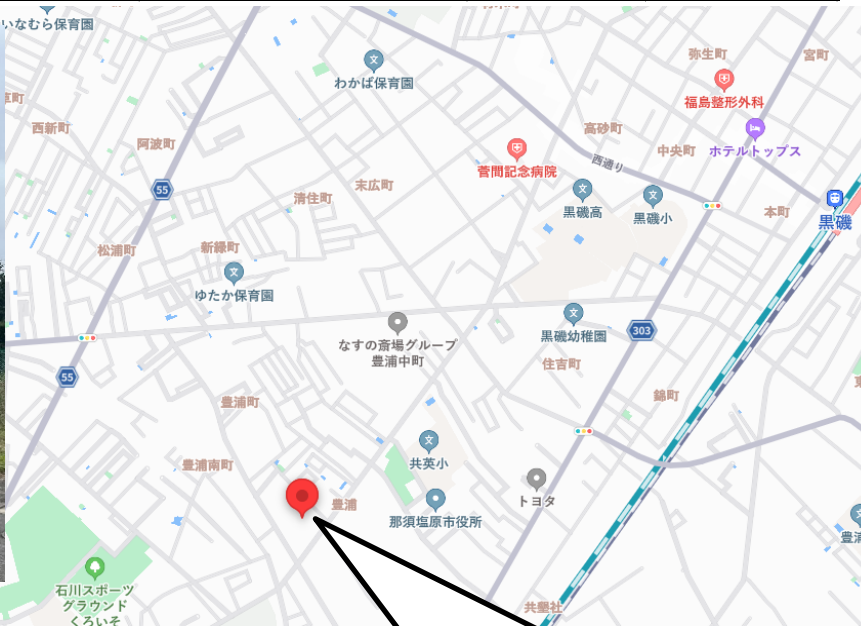 いなむら保育園
わかば保育園
弥生町
宮町
福島整形外科
西新町
阿波町
高砂町
西通り
中央町
ホテルトップス
菅間記念病院
末広町
清住町
55
黒磯高
黒磯小
本町
黒磯
松浦町
新緑町
ゆたか保育園
黒磯幼稚園
303
なすの斎場グループ
豊浦中町
住吉町
55
豊浦町
錦町
共英小
豊浦南町
トヨタ
豊浦
那須塩原市役所
石川スポーツ
グラウンド
くろいそ
共墾社